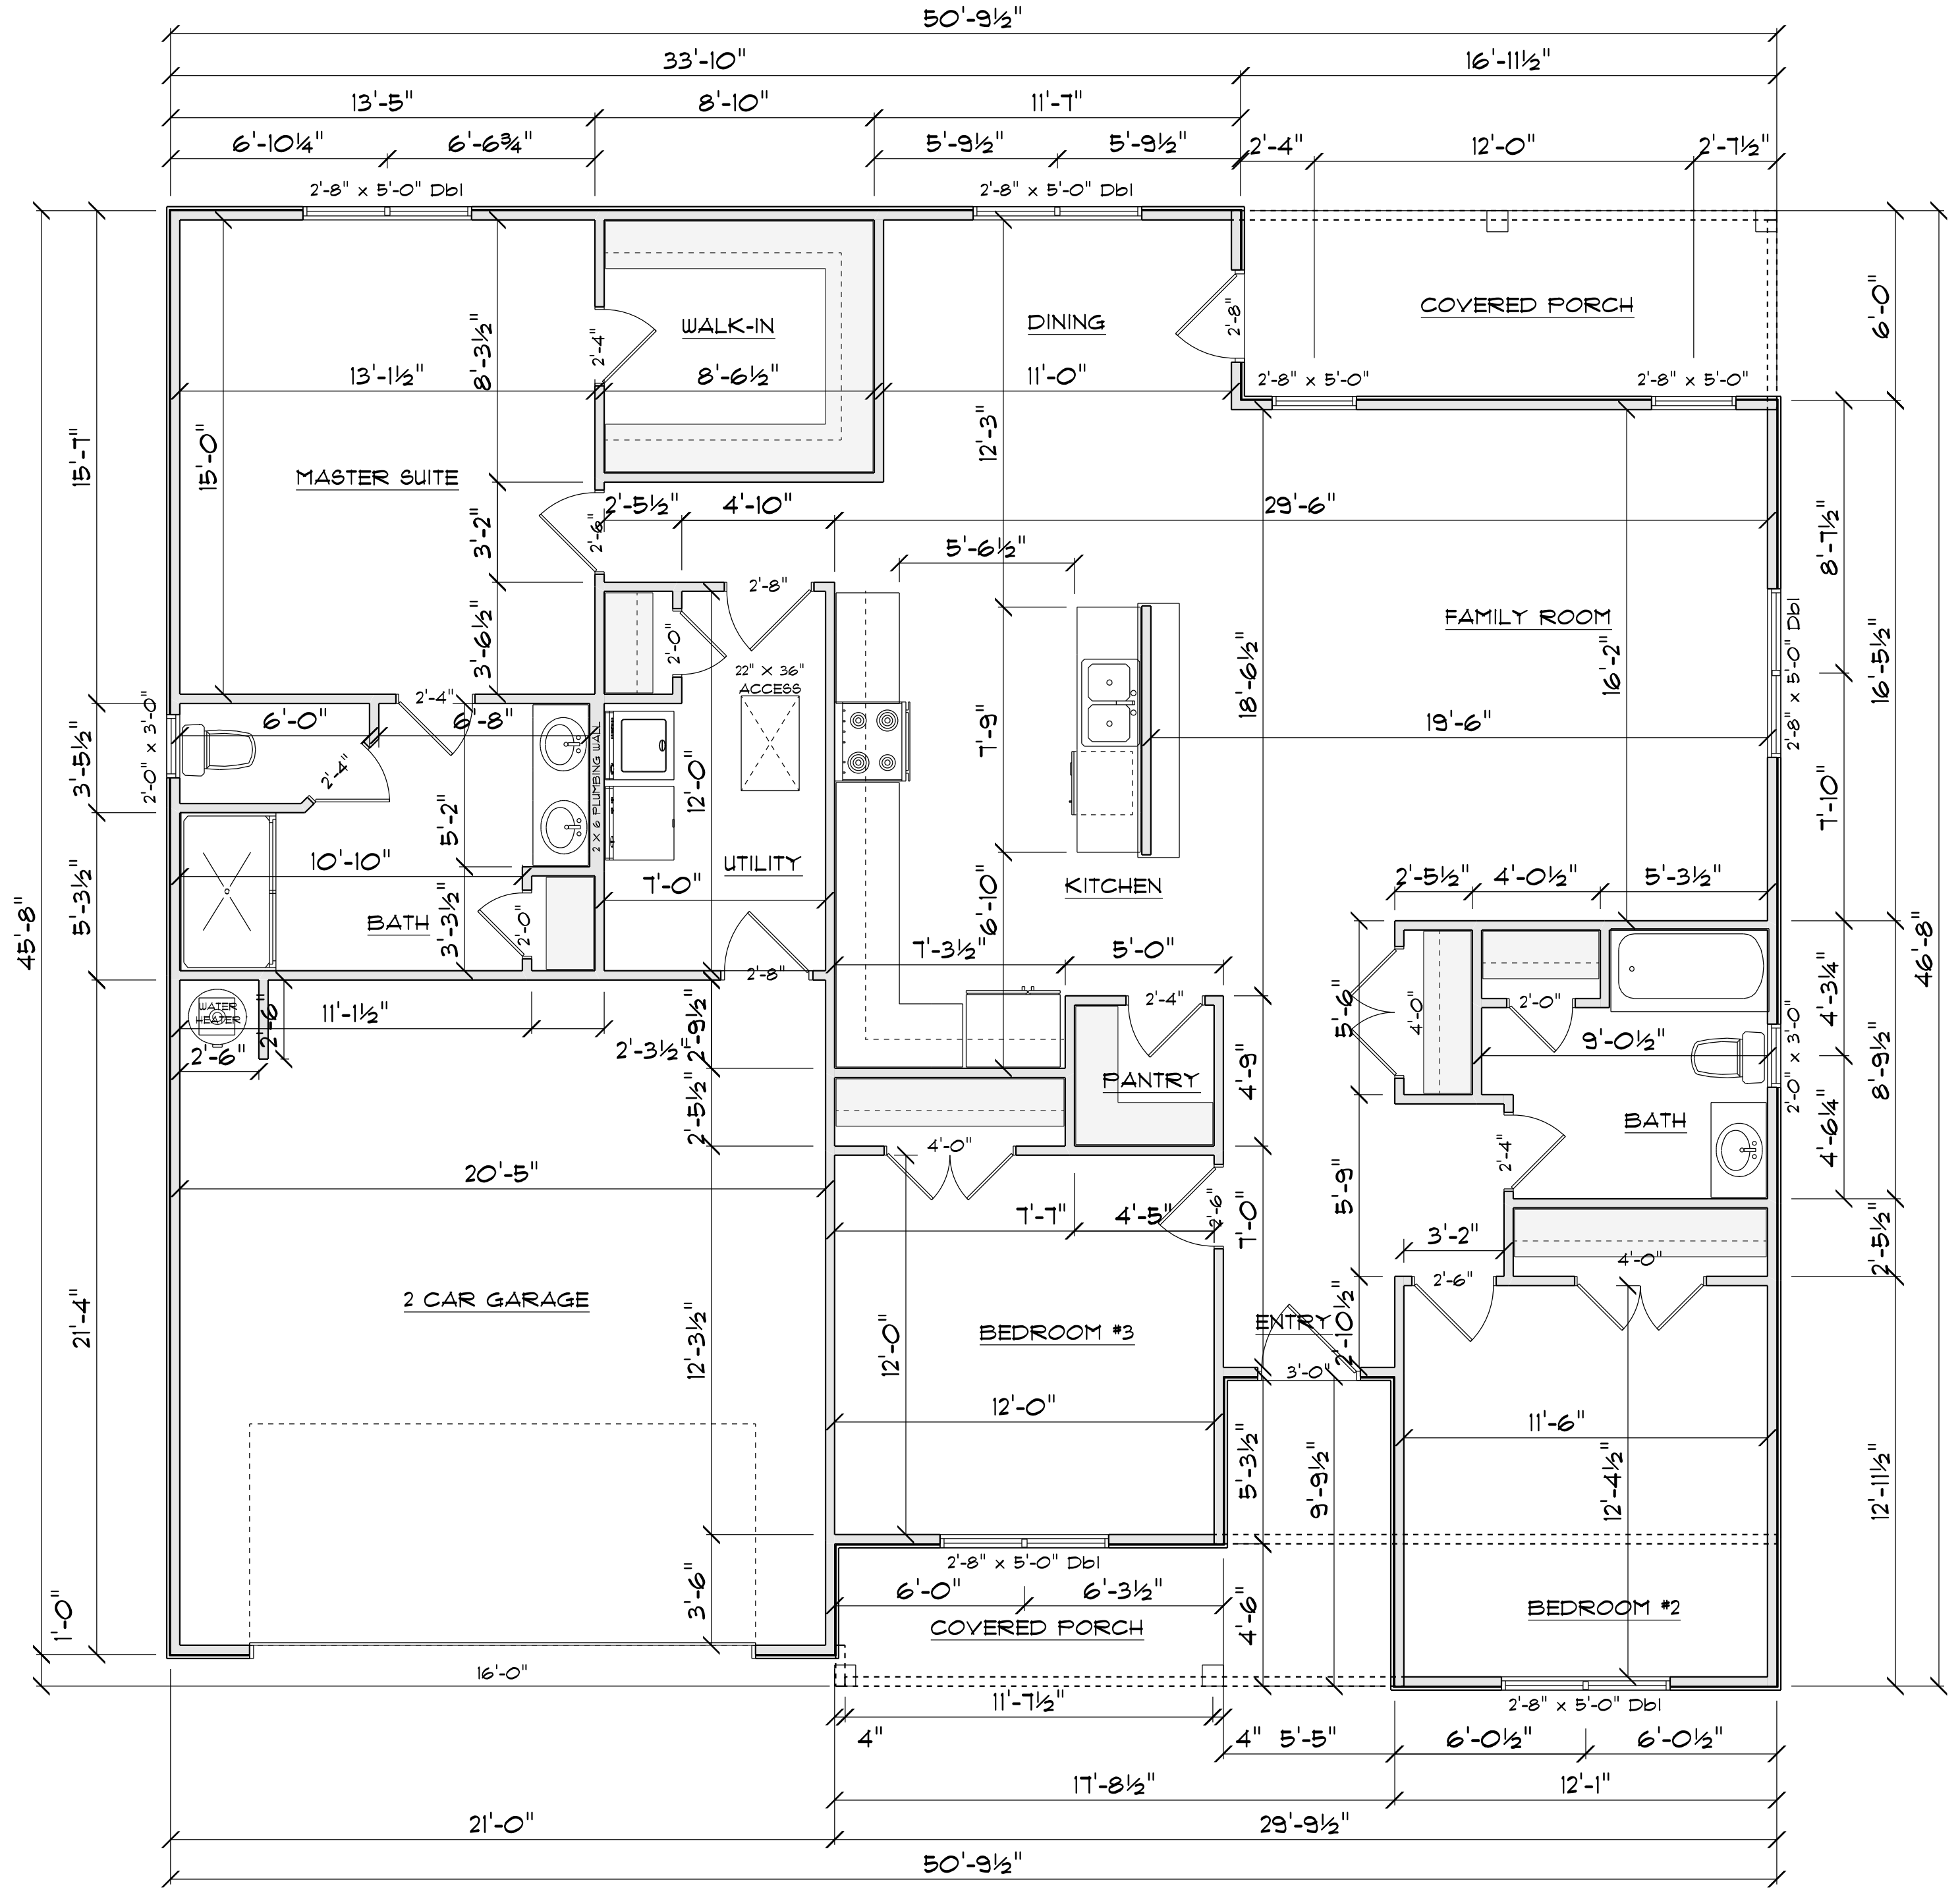 50'-9½"
33'-10" 16'-11½"
13'-5" 8'-10" 11'-7"
6'-10¼" 6'-6¾" 5'-9½" 5'-9½" 2'-4" 12'-0" 2'-7½"
2'-8" x 5'-0" Dbl 2'-8" x 5'-0" Dbl
6'-0"
COVERED PORCH
WALK-IN DINING
2'-8"
2'-4"
8'-3½"
13'-1½" 8'-6½" 11'-0" 2'-8" x 5'-0" 2'-8" x 5'-0"
15'-7"
15'-0"
12'-3"
MASTER SUITE
2'-5½" 4'-10" 29'-6"
3'-2"
2'-6"
8'-7½"
5'-6½"
2'-8"
FAMILY ROOM
3'-6½"
2'-0"
22" X 36"
ACCESS
18'-6½"
16'-2"
2'-8" x 5'-0" Dbl
16'-5½"
2'-4"
6'-0" 6'-8"
19'-6"
7'-9"
2'-0" x 3'-0"
3'-5½"
2'-4"
2 X 6 PLUMBING WALL
12'-0"
7'-10"
5'-2"
10'-10" UTILITY
7'-0" KITCHEN
2'-5½" 4'-0½" 5'-3½"
5'-3½"
BATH
3'-3½"
2'-0"
6'-10"
45'-8"
46'-8"
7'-3½" 5'-0"
2'-8"
2'-4" 2'-0"
WATER
HEATER
2'-6"
11'-1½"
2'-6"
2'-3½"
2'-9½"
5'-6"
4'-0"
9'-0½"
4'-3¼"
2'-0" x 3'-0"
8'-9½"
PANTRY
4'-9"
2'-5½"
BATH
4'-0"
2'-4"
4'-6¼"
20'-5"
5'-9"
7'-7" 4'-5"
2'-6"
7'-0"
3'-2"
2'-6" 4'-0"
2'-5½"
2 CAR GARAGE
21'-4"
BEDROOM #3
ENTRY
2'-10½"
3'-0"
12'-3½"
12'-0"
12'-0" 11'-6"
5'-3½"
9'-9½"
12'-4½"
12'-11½"
2'-8" x 5'-0" Dbl
3'-6"
6'-0" 6'-3½"
COVERED PORCH
4'-6"
BEDROOM #2
1'-0"
16'-0"
11'-7½" 2'-8" x 5'-0" Dbl
4" 4" 5'-5" 6'-0½" 6'-0½"
17'-8½" 12'-1"
21'-0" 29'-9½"
50'-9½"